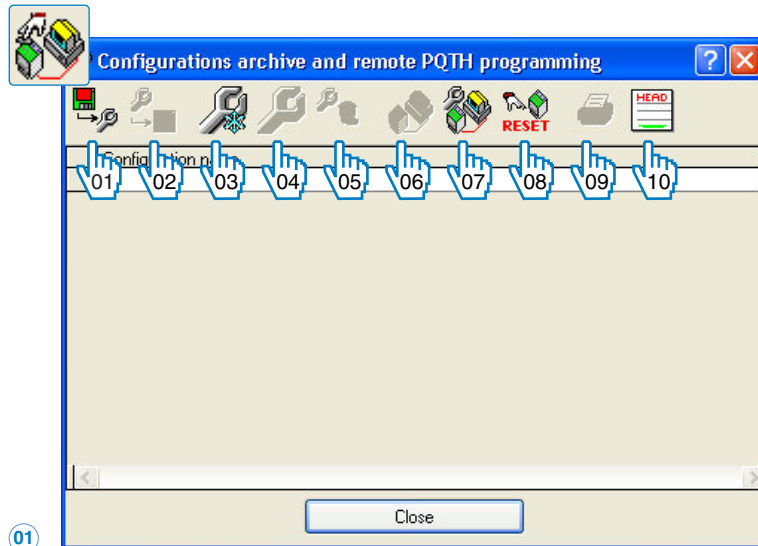 Configurations archive and remote PQTH programming
HEAD
RESET
Configuration n
01 02 03 04 05 06 07 08 09 10
Close
01